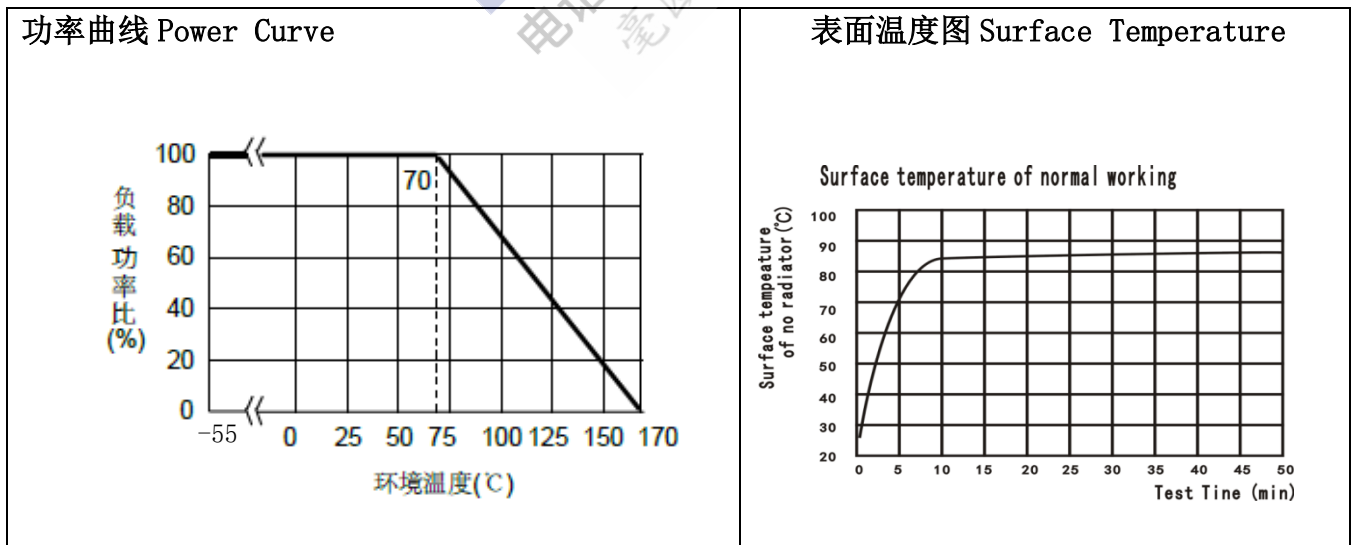 功率曲线 Power Curve
100
80
60
40
20
0
负载功率比
(%)
70
-55 0 25 50 75 100 125 150 170
环境温度(℃)
表面温度图 Surface Temperature
Surface temperature of normal working
Surface tempeature
of no radiator(℃)
100
90
80
70
60
50
40
30
20
0 5 10 15 20 25 30 35 40 45 50
Test Tine (min)